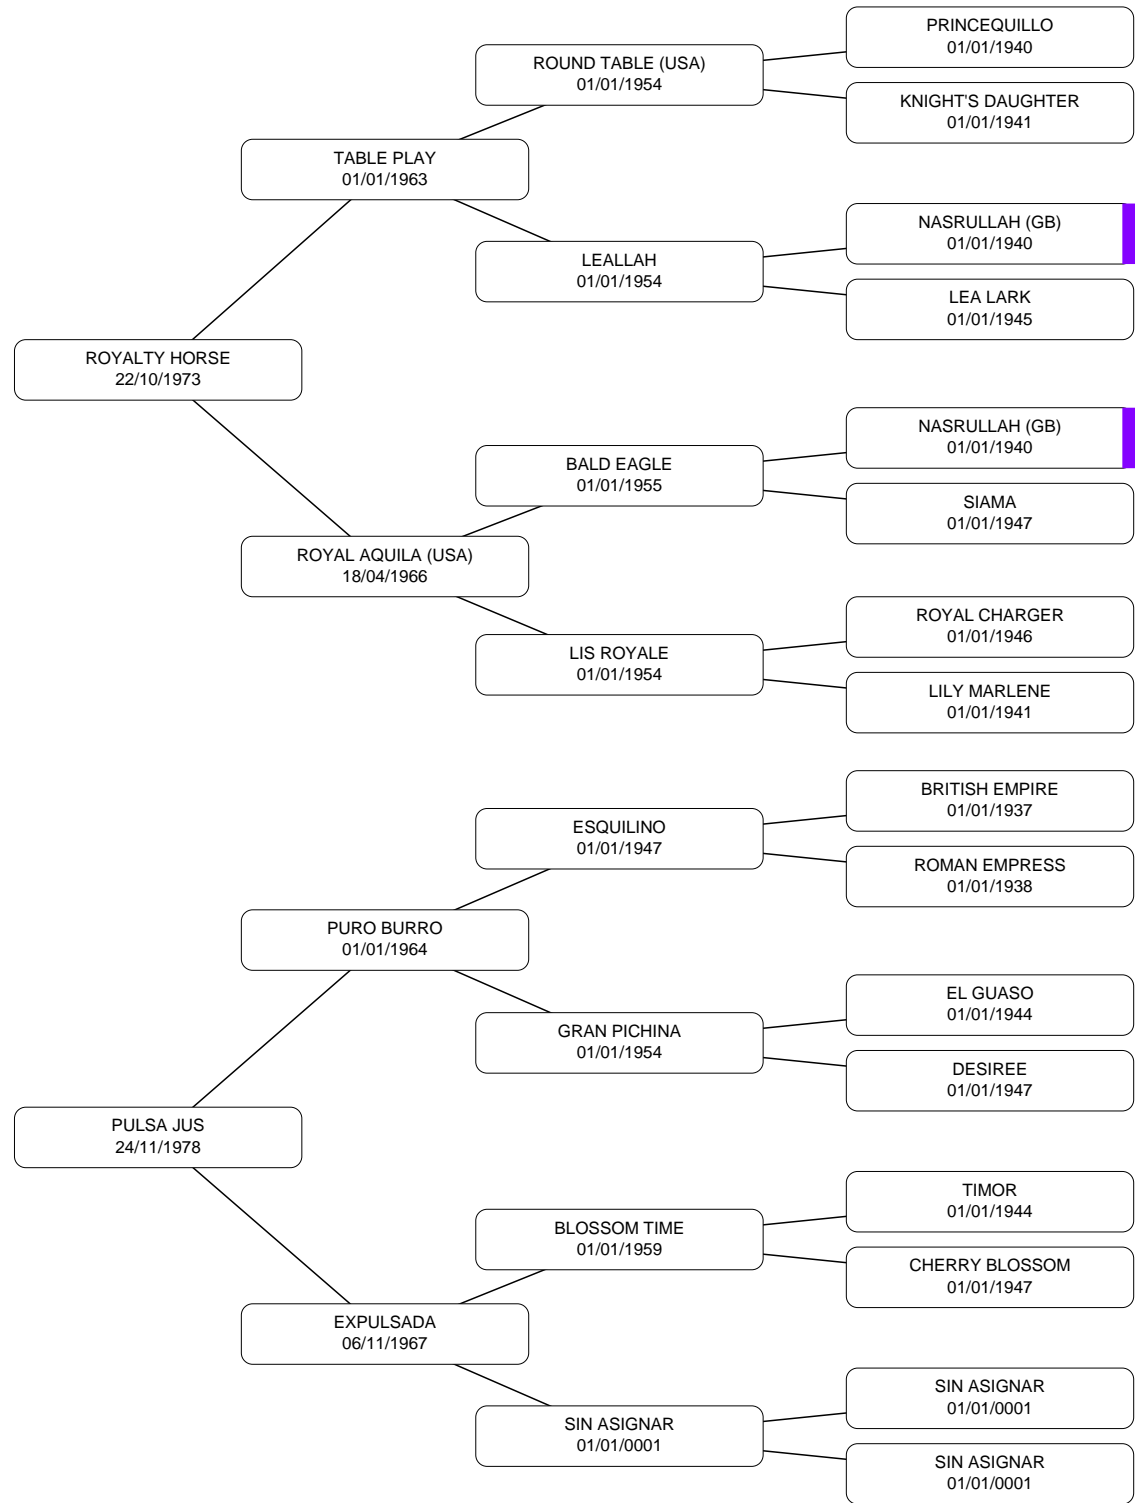 PRINCEQUILLO
01/01/1940
ROUND TABLE (USA)
01/01/1954
KNIGHT'S DAUGHTER
01/01/1941
TABLE PLAY
01/01/1963
NASRULLAH (GB)
01/01/1940
LEALLAH
01/01/1954
LEA LARK
01/01/1945
ROYALTY HORSE
22/10/1973
NASRULLAH (GB)
01/01/1940
BALD EAGLE
01/01/1955
SIAMA
01/01/1947
ROYAL AQUILA (USA)
18/04/1966
ROYAL CHARGER
01/01/1946
LIS ROYALE
01/01/1954
LILY MARLENE
01/01/1941
BRITISH EMPIRE
01/01/1937
ESQUILINO
01/01/1947
ROMAN EMPRESS
01/01/1938
PURO BURRO
01/01/1964
EL GUASO
01/01/1944
GRAN PICHINA
01/01/1954
DESIREE
01/01/1947
PULSA JUS
24/11/1978
TIMOR
01/01/1944
BLOSSOM TIME
01/01/1959
CHERRY BLOSSOM
01/01/1947
EXPULSADA
06/11/1967
SIN ASIGNAR
01/01/0001
SIN ASIGNAR
01/01/0001
SIN ASIGNAR
01/01/0001